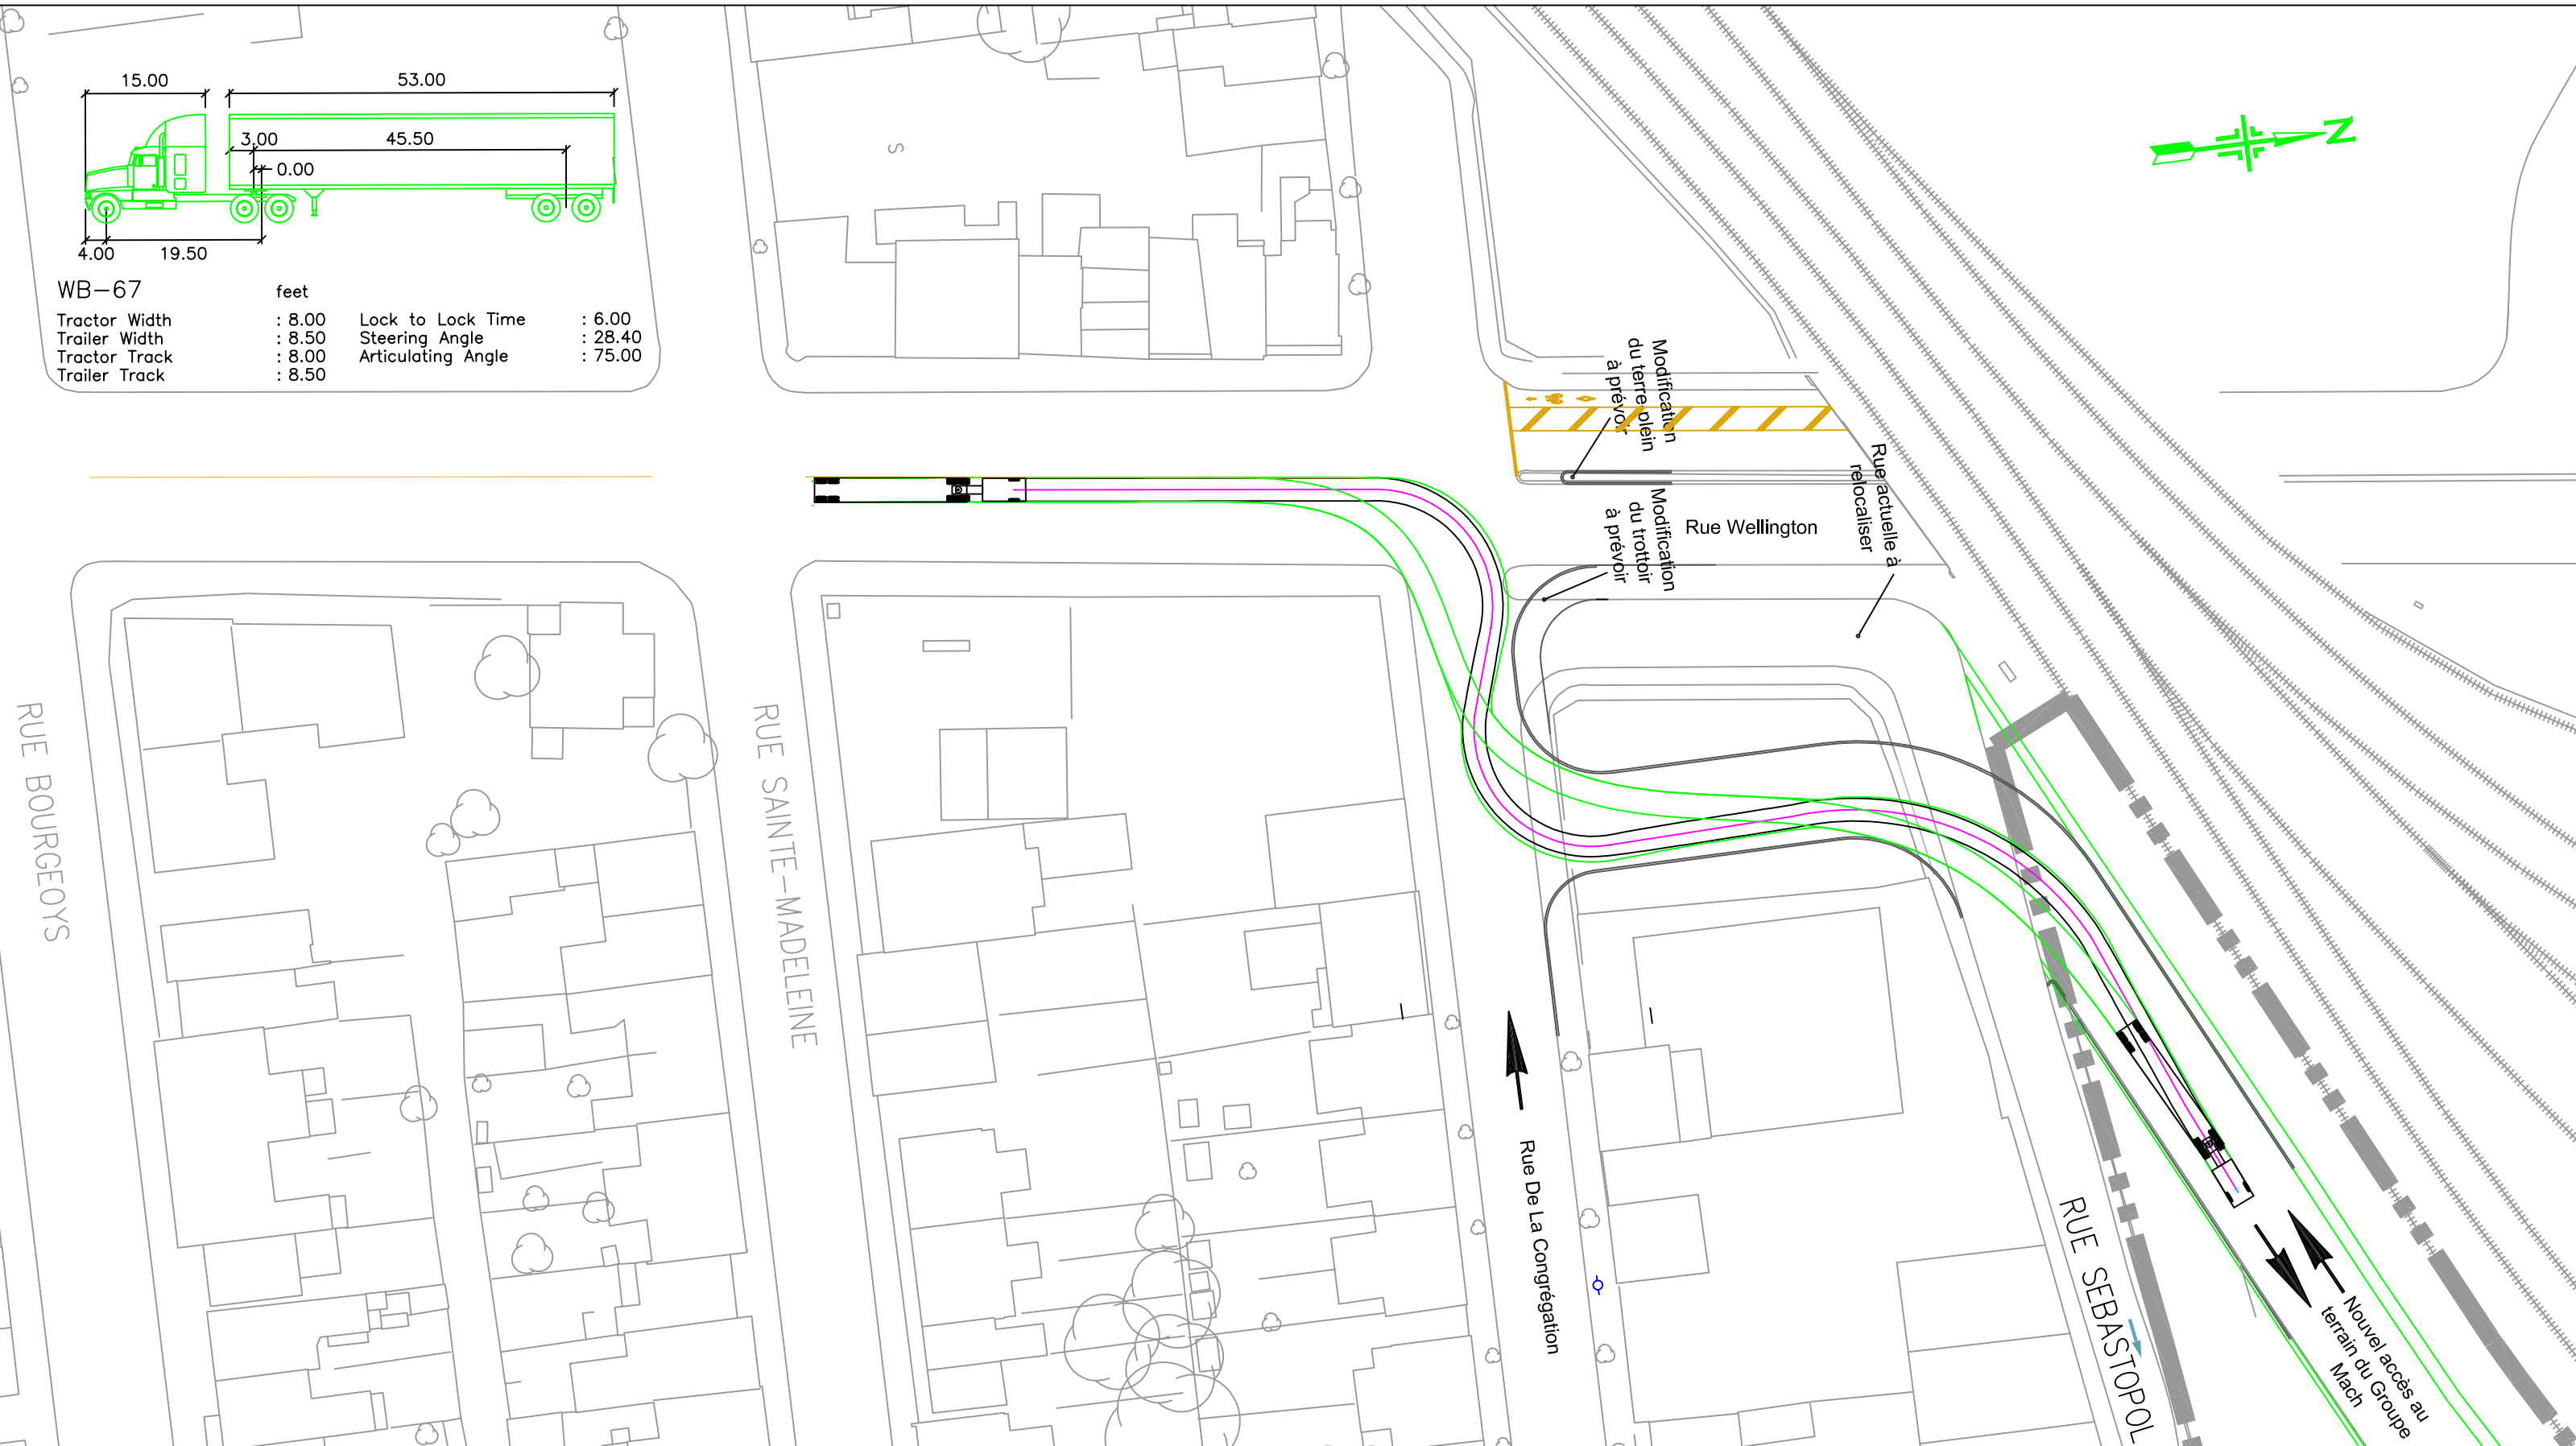 15.00
53.00
3.00
45.50
0.00
4.00
19.50
WB-67
feet
Tractor Width : 8.00
Trailer Width : 8.50
Tractor Track : 8.00
Trailer Track : 8.50
Lock to Lock Time : 6.00
Steering Angle : 28.40
Articulating Angle : 75.00
S
N
Modification
du terre-plein
à prévoir
Rue actuelle à
relocaliser
Modification
du trottoir
à prévoir
Rue Wellington
RUE BOURGEOYS
RUE SAINTE-MADELEINE
Rue De La Congrégation
RUE SEBASTOPOL
Nouvel accès au
terrain du Groupe
Mach